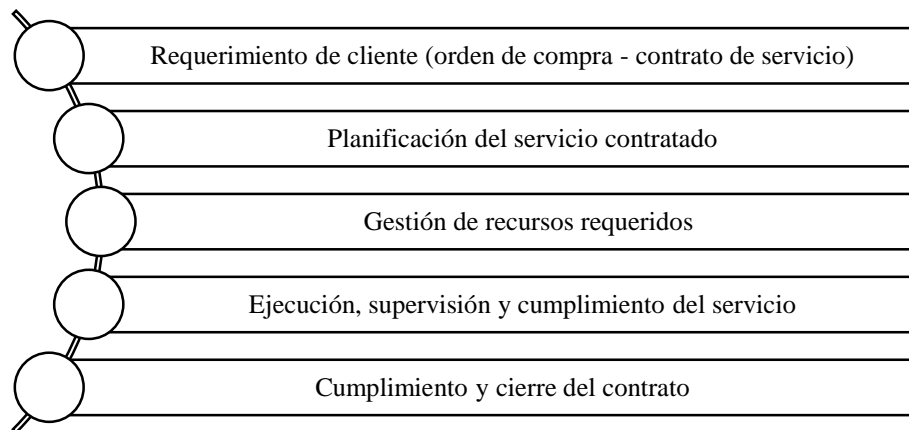 Requerimiento de cliente (orden de compra - contrato de servicio)
Planificación del servicio contratado
Gestión de recursos requeridos
Ejecución, supervisión y cumplimiento del servicio
Cumplimiento y cierre del contrato